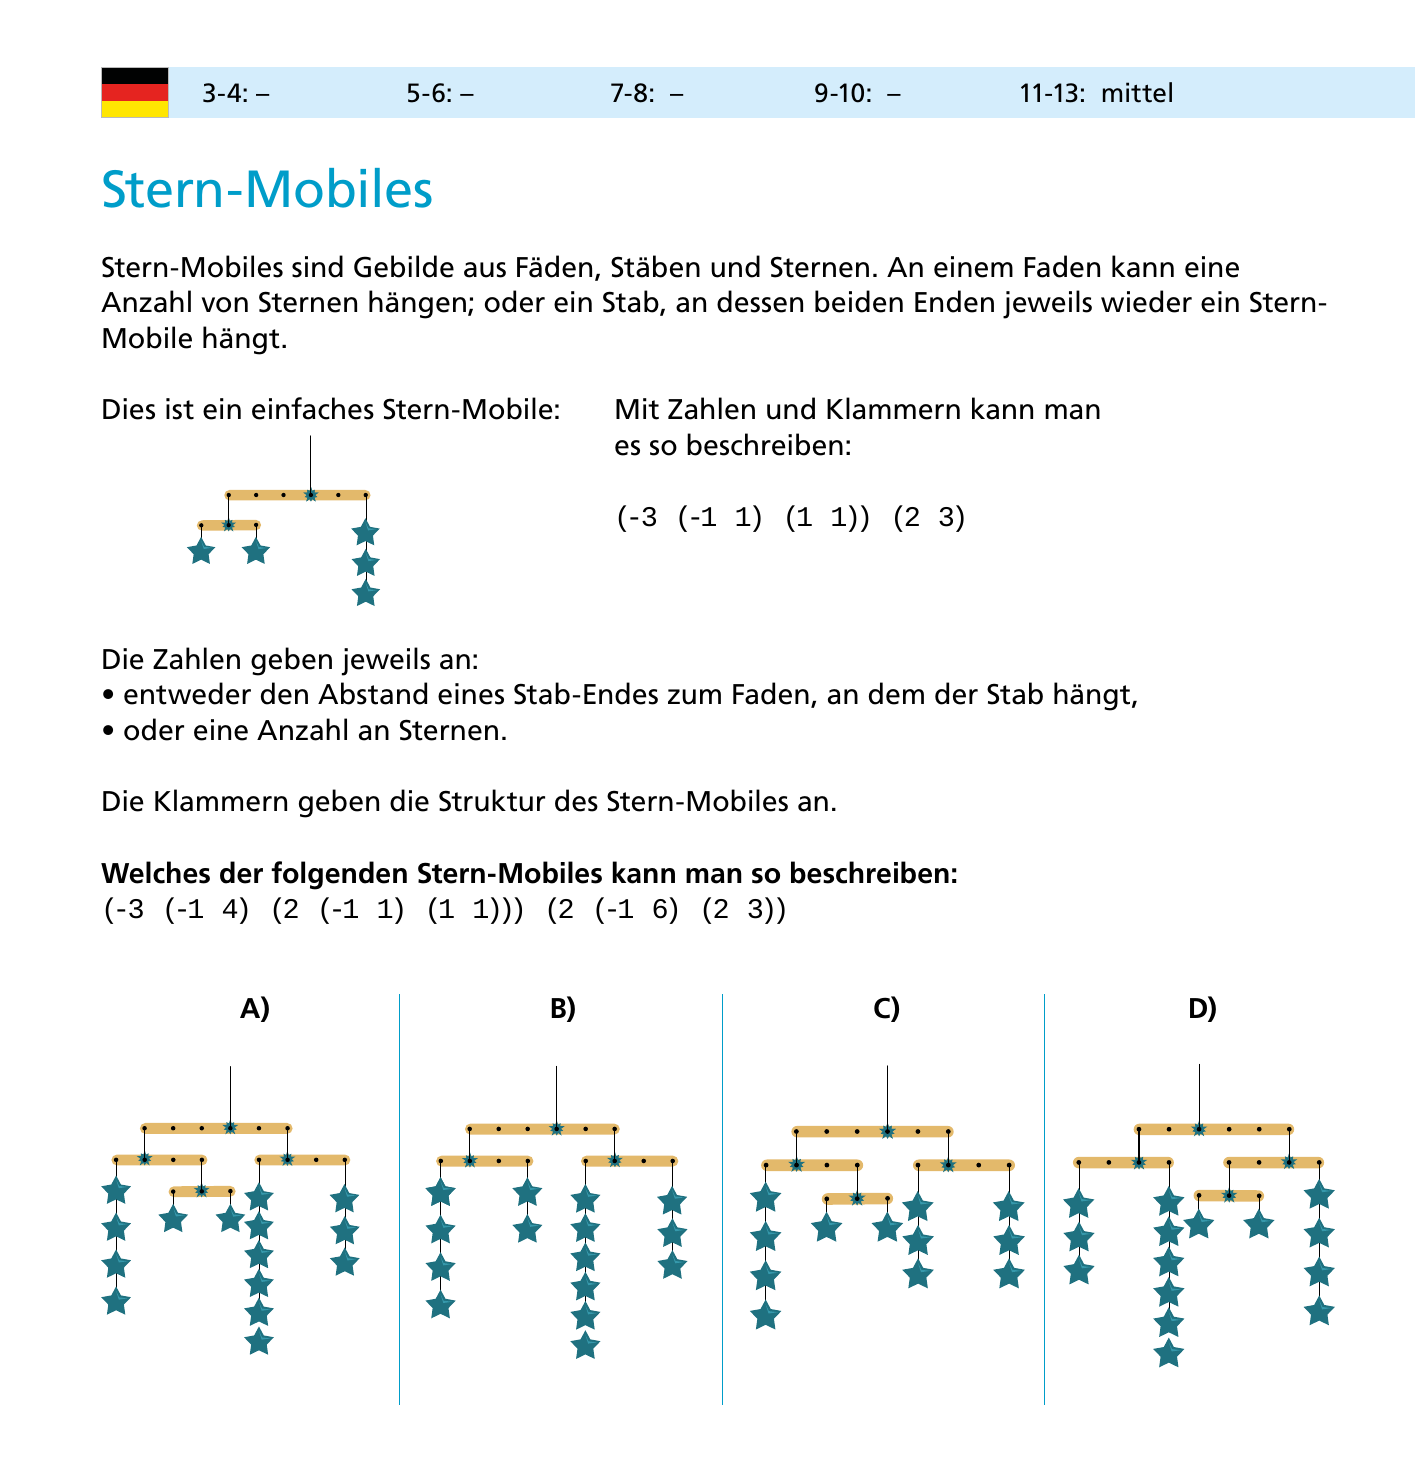 3-4: – 5-6: – 7-8: – 9-10: – 11-13: mittel
Stern-Mobiles
Stern-Mobiles sind Gebilde aus Fäden, Stäben und Sternen. An einem Faden kann eine
Anzahl von Sternen hängen; oder ein Stab, an dessen beiden Enden jeweils wieder ein Stern-
Mobile hängt.
Dies ist ein einfaches Stern-Mobile:
Mit Zahlen und Klammern kann man
es so beschreiben:
(-3 (-1 1) (1 1)) (2 3)
Die Zahlen geben jeweils an:
• entweder den Abstand eines Stab-Endes zum Faden, an dem der Stab hängt,
• oder eine Anzahl an Sternen.
Die Klammern geben die Struktur des Stern-Mobiles an.
Welches der folgenden Stern-Mobiles kann man so beschreiben:
(-3 (-1 4) (2 (-1 1) (1 1))) (2 (-1 6) (2 3))
A) B) C) D)